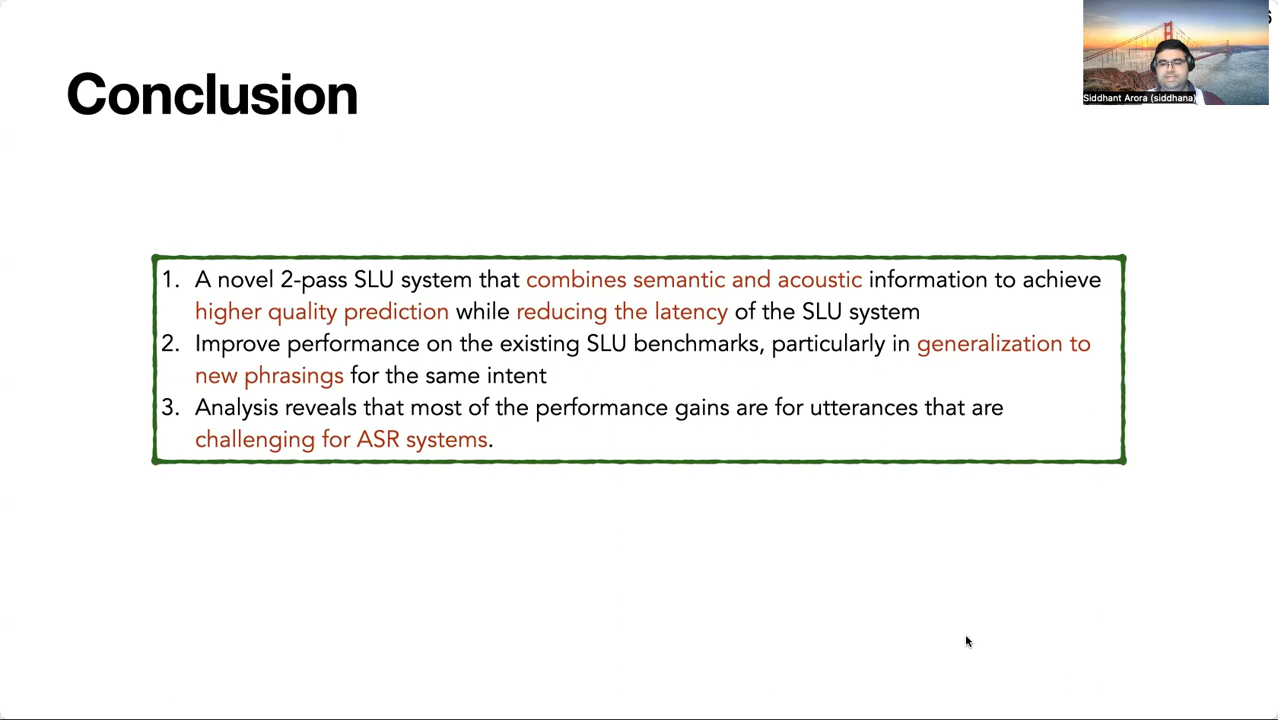 Conclusion
Siddhant Arora (siddhana)
1. A novel 2-pass SLU system that combines semantic and acoustic information to achieve
higher quality prediction while reducing the latency of the SLU system
2. Improve performance on the existing SLU benchmarks, particularly in generalization to
new phrasings for the same intent
3. Analysis reveals that most of the performance gains are for utterances that are
challenging for ASR systems.